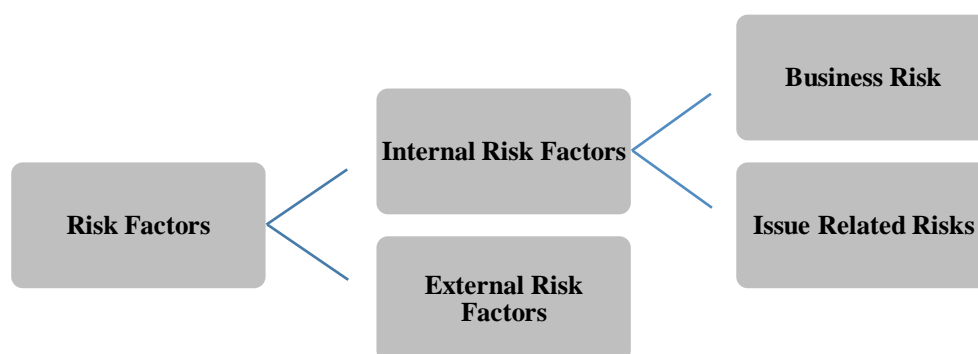 Risk Factors
Internal Risk Factors
External Risk
Factors
Business Risk
Issue Related Risks